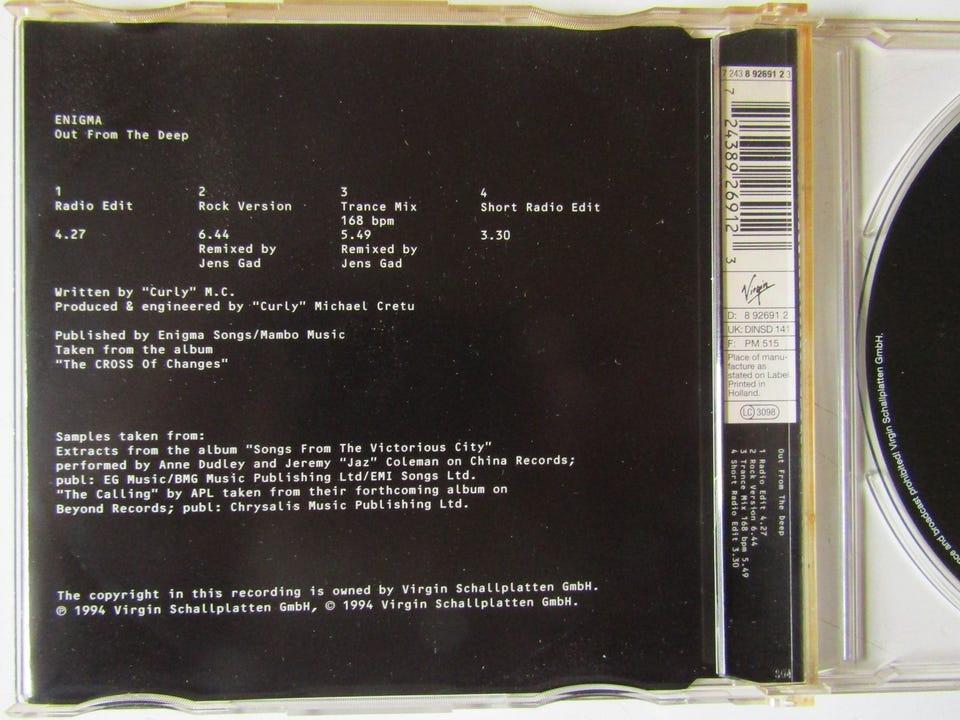 ENIGMA
Out From The Deep
1
Radio Edit
4.27
2
Rock Version
6.44
Remixed by
Jens Gad
3
Trance Mix
168 bpm
5.49
Remixed by
Jens Gad
4
Short Radio Edit
3.30
Written by "Curly" M.C.
Produced & engineered by "Curly" Michael Cretu
Published by Enigma Songs/Mambo Music
Taken from the album
"The CROSS Of Changes"
Samples taken from:
Extracts from the album "Songs From The Victorious City"
performed by Anne Dudley and Jeremy "Jaz" Coleman on China Records;
publ: EG Music/BMG Music Publishing Ltd/EMI Songs Ltd.
"The Calling" by APL taken from their forthcoming album on
Beyond Records; publ: Chrysalis Music Publishing Ltd.
The copyright in this recording is owned by Virgin Schallplatten GmbH.
℗ 1994 Virgin Schallplatten GmbH, © 1994 Virgin Schallplatten GmbH.
7 243 8 92691 2 3
7 24389 26912 3
Virgin
D: 8 92691 2
UK: DINSD 141
F: PM 515
Place of manu-
facture as
stated on Label
Printed in
Holland.
LC 3098
Out From The Deep
1 Radio Edit 4.27
2 Rock Version 6.44
3 Trance Mix 168 bpm 5.49
4 Short Radio Edit 3.30
and broadcast prohibited! Virgin Schallplatten GmbH.